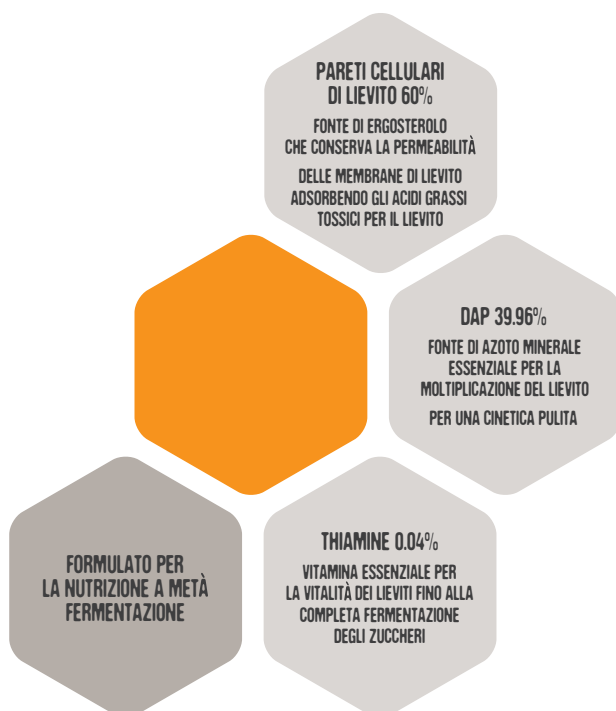 PARETI CELLULARI
DI LIEVITO 60%
FONTE DI ERGOSTEROLO
CHE CONSERVA LA PERMEABILITÀ
DELLE MEMBRANE DI LIEVITO
ADSORBENDO GLI ACIDI GRASSI
TOSSICI PER IL LIEVITO
DAP 39.96%
FONTE DI AZOTO MINERALE
ESSENZIALE PER LA
MOLTIPLICAZIONE DEL LIEVITO
PER UNA CINETICA PULITA
FORMULATO PER
LA NUTRIZIONE A METÀ
FERMENTAZIONE
THIAMINE 0.04%
VITAMINA ESSENZIALE PER
LA VITALITÀ DEI LIEVITI FINO ALLA
COMPLETA FERMENTAZIONE
DEGLI ZUCCHERI